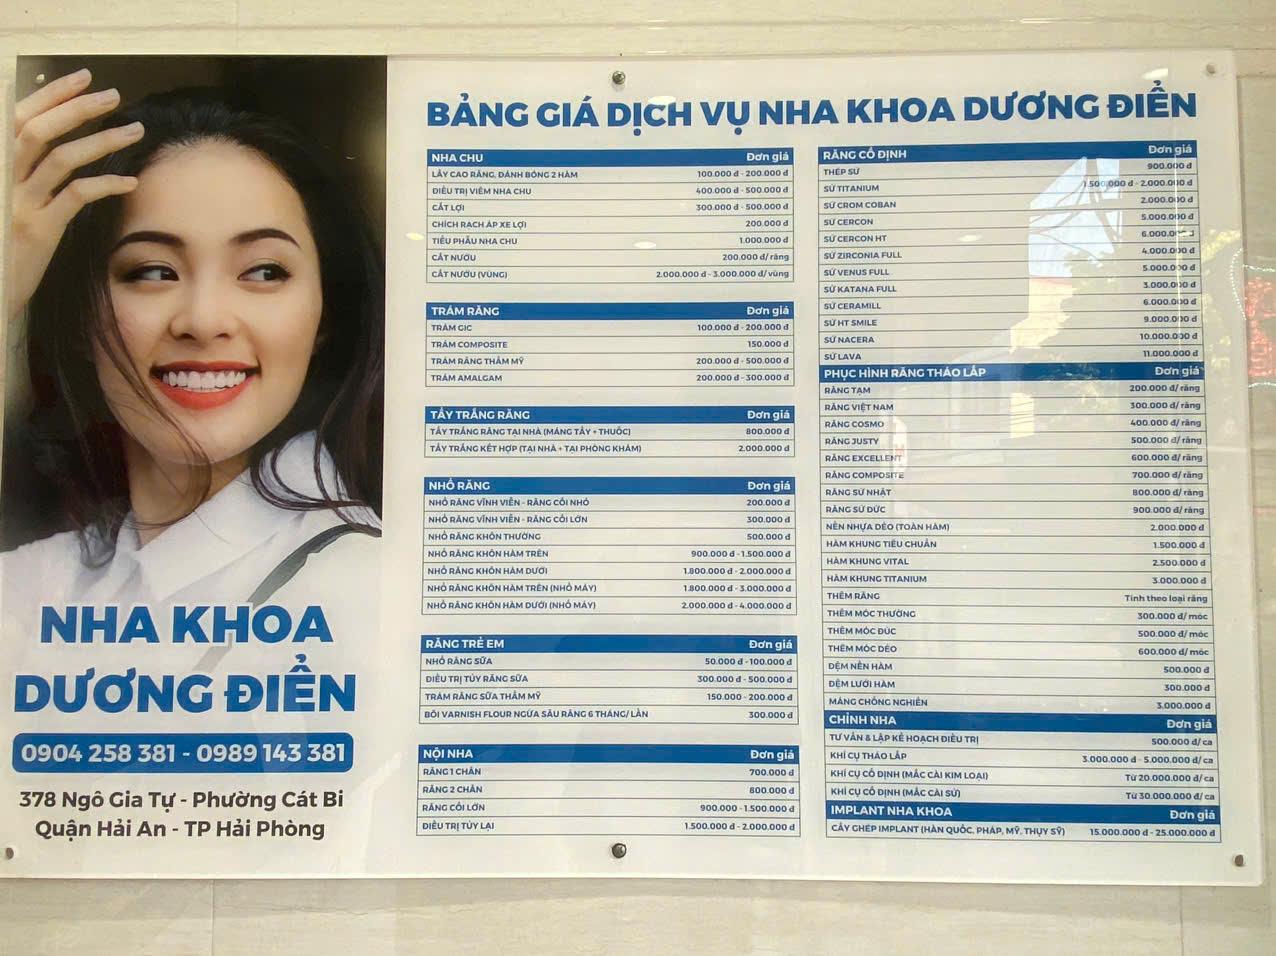 BẢNG GIÁ DỊCH VỤ NHA KHOA DƯƠNG ĐIỂN
NHA CHU Đơn giá
LẤY CAO RĂNG, ĐÁNH BÓNG 2 HÀM 100.000 đ - 200.000 đ
ĐIỀU TRỊ VIÊM NHA CHU 400.000 đ - 500.000 đ
CẮT LỢI 300.000 đ - 500.000 đ
CHÍCH RẠCH ÁP XE LỢI 200.000 đ
TIỂU PHẪU NHA CHU 1.000.000 đ
CẮT NƯỚU 200.000 đ/ răng
CẮT NƯỚU (VÙNG) 2.000.000 đ - 3.000.000 đ/ vùng
TRÁM RĂNG Đơn giá
TRÁM GIC 100.000 đ - 200.000 đ
TRÁM COMPOSITE 150.000 đ
TRÁM RĂNG THẨM MỸ 200.000 đ - 500.000 đ
TRÁM AMALGAM 200.000 đ - 300.000 đ
TẨY TRẮNG RĂNG Đơn giá
TẨY TRẮNG RĂNG TẠI NHÀ (MÁNG TẨY + THUỐC) 800.000 đ
TẨY TRẮNG KẾT HỢP (TẠI NHÀ + TẠI PHÒNG KHÁM) 2.000.000 đ
NHỔ RĂNG Đơn giá
NHỔ RĂNG VĨNH VIỄN - RĂNG CỐI NHỎ 200.000 đ
NHỔ RĂNG VĨNH VIỄN - RĂNG CỐI LỚN 300.000 đ
NHỔ RĂNG KHÔN THƯỜNG 500.000 đ
NHỔ RĂNG KHÔN HÀM TRÊN 900.000 đ - 1.500.000 đ
NHỔ RĂNG KHÔN HÀM DƯỚI 1.800.000 đ - 2.000.000 đ
NHỔ RĂNG KHÔN HÀM TRÊN (NHỔ MÁY) 1.800.000 đ - 3.000.000 đ
NHỔ RĂNG KHÔN HÀM DƯỚI (NHỔ MÁY) 2.000.000 đ - 4.000.000 đ
RĂNG TRẺ EM Đơn giá
NHỔ RĂNG SỮA 50.000 đ - 100.000 đ
ĐIỀU TRỊ TỦY RĂNG SỮA 300.000 đ - 500.000 đ
TRÁM RĂNG SỮA THẨM MỸ 150.000 - 200.000 đ
BÔI VARNISH FLOUR NGỪA SÂU RĂNG 6 THÁNG/ LẦN 300.000 đ
NỘI NHA Đơn giá
RĂNG 1 CHÂN 700.000 đ
RĂNG 2 CHÂN 800.000 đ
RĂNG CỐI LỚN 900.000 - 1.500.000 đ
ĐIỀU TRỊ TỦY LẠI 1.500.000 đ - 2.000.000 đ
RĂNG CỐ ĐỊNH Đơn giá
THÉP SỨ 900.000 đ
SỨ TITANIUM 1.500.000 đ - 2.000.000 đ
SỨ CROM COBAN 2.000.000 đ
SỨ CERCON 5.000.000 đ
SỨ CERCON HT 6.000.000 đ
SỨ ZIRCONIA FULL 4.000.000 đ
SỨ VENUS FULL 5.000.000 đ
SỨ KATANA FULL 3.000.000 đ
SỨ CERAMILL 6.000.000 đ
SỨ HT SMILE 9.000.000 đ
SỨ NACERA 10.000.000 đ
SỨ LAVA 11.000.000 đ
PHỤC HÌNH RĂNG THÁO LẮP Đơn giá
RĂNG TẠM 200.000 đ/ răng
RĂNG VIỆT NAM 300.000 đ/ răng
RĂNG COSMO 400.000 đ/ răng
RĂNG JUSTY 500.000 đ/ răng
RĂNG EXCELLENT 600.000 đ/ răng
RĂNG COMPOSITE 700.000 đ/ răng
RĂNG SỨ NHẬT 800.000 đ/ răng
RĂNG SỨ ĐỨC 900.000 đ/ răng
NỀN NHỰA DẺO (TOÀN HÀM) 2.000.000 đ
HÀM KHUNG TIÊU CHUẨN 1.500.000 đ
HÀM KHUNG VITAL 2.500.000 đ
HÀM KHUNG TITANIUM 3.000.000 đ
THÊM RĂNG Tính theo loại răng
THÊM MÓC THƯỜNG 300.000 đ/ móc
THÊM MÓC ĐÚC 500.000 đ/ móc
THÊM MÓC DẺO 600.000 đ/ móc
ĐỆM NỀN HÀM 500.000 đ
ĐỆM LƯỚI HÀM 300.000 đ
MÁNG CHỐNG NGHIẾN 3.000.000 đ
CHỈNH NHA Đơn giá
TƯ VẤN & LẬP KẾ HOẠCH ĐIỀU TRỊ 500.000 đ/ ca
KHÍ CỤ THÁO LẮP 3.000.000 đ - 5.000.000 đ/ ca
KHÍ CỤ CỐ ĐỊNH (MẮC CÀI KIM LOẠI) Từ 20.000.000 đ/ ca
KHÍ CỤ CỐ ĐỊNH (MẮC CÀI SỨ) Từ 30.000.000 đ/ ca
IMPLANT NHA KHOA Đơn giá
CẤY GHÉP IMPLANT (HÀN QUỐC, PHÁP, MỸ, THỤY SỸ) 15.000.000 đ - 25.000.000 đ
NHA KHOA
DƯƠNG ĐIỂN
0904 258 381 - 0989 143 381
378 Ngô Gia Tự - Phường Cát Bi
Quận Hải An - TP Hải Phòng